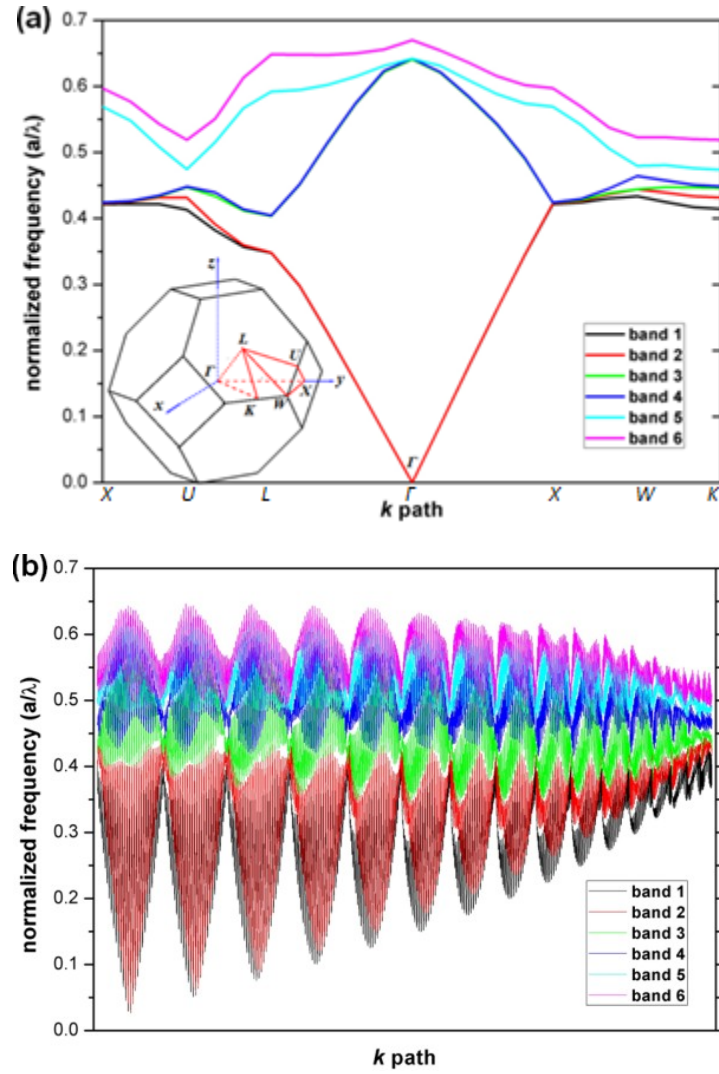 (a)
0.7
0.6
0.5
0.4
0.3
0.2
0.1
0.0
normalized frequency (a/λ)
z
L
Γ
U
y
X
x
K
W
band 1
band 2
band 3
band 4
band 5
band 6
Γ
X U L Γ X W K
k path
(b)
0.7
0.6
0.5
0.4
0.3
0.2
0.1
0.0
normalized frequency (a/λ)
band 1
band 2
band 3
band 4
band 5
band 6
k path